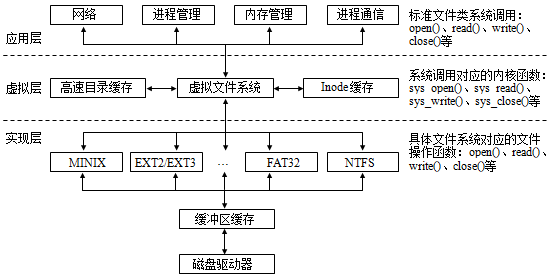 网络
进程管理
内存管理
进程通信
标准文件类系统调用：
open()、read()、write()、
close()等
应用层
虚拟层
高速目录缓存
虚拟文件系统
Inode缓存
系统调用对应的内核函数：
sys_open()、sys_read()、
sys_write()、sys_close()等
实现层
MINIX
EXT2/EXT3
…
FAT32
NTFS
具体文件系统对应的文件
操作函数：open()、read()、
write()、close()等
缓冲区缓存
磁盘驱动器